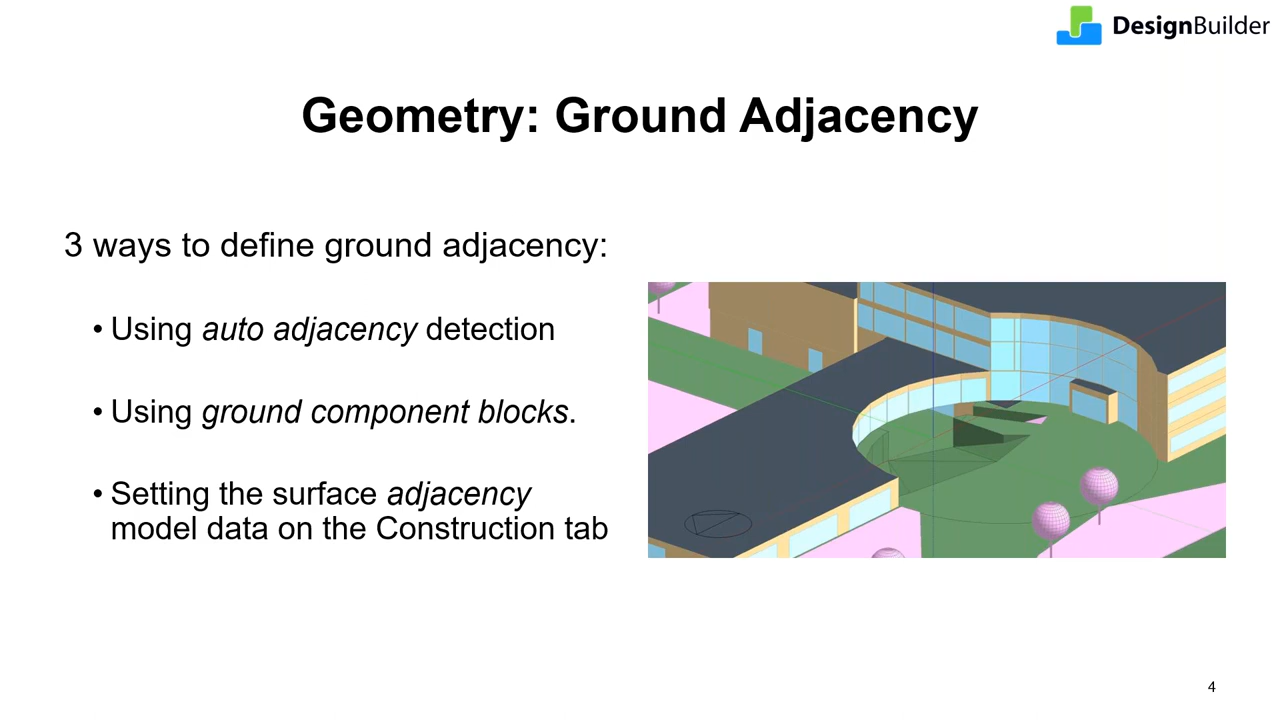 DesignBuilder
Geometry: Ground Adjacency
3 ways to define ground adjacency:
• Using auto adjacency detection
• Using ground component blocks.
• Setting the surface adjacency
model data on the Construction tab
4